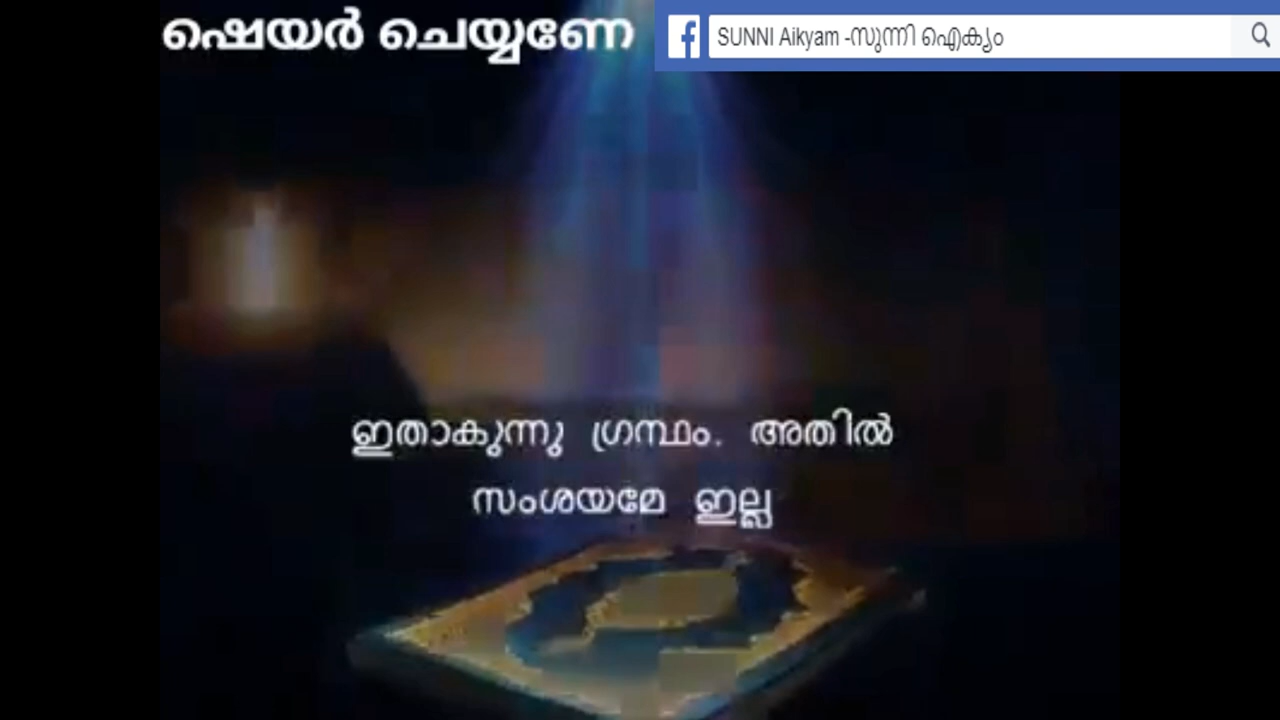 ഷെയർ ചെയ്യണേ
SUNNI Aikyam -സുന്നി ഐക്യം
ഇതാകുന്നു ഗ്രന്ഥം. അതിൽ
സംശയമേ ഇല്ല